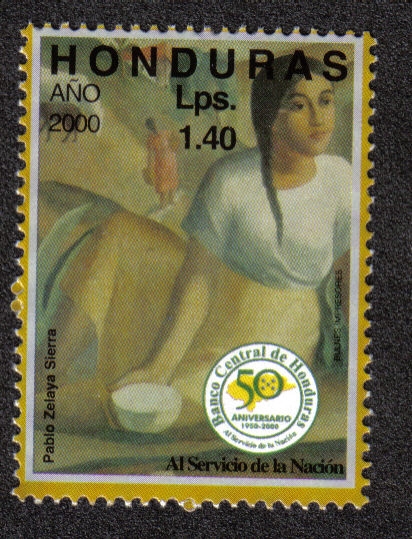 HONDURAS
AÑO
2000
Lps.
1.40
Pablo Zelaya Sierra
Banco Central de Honduras
50
ANIVERSARIO
1950-2000
Al Servicio de la Nación
Al Servicio de la Nación